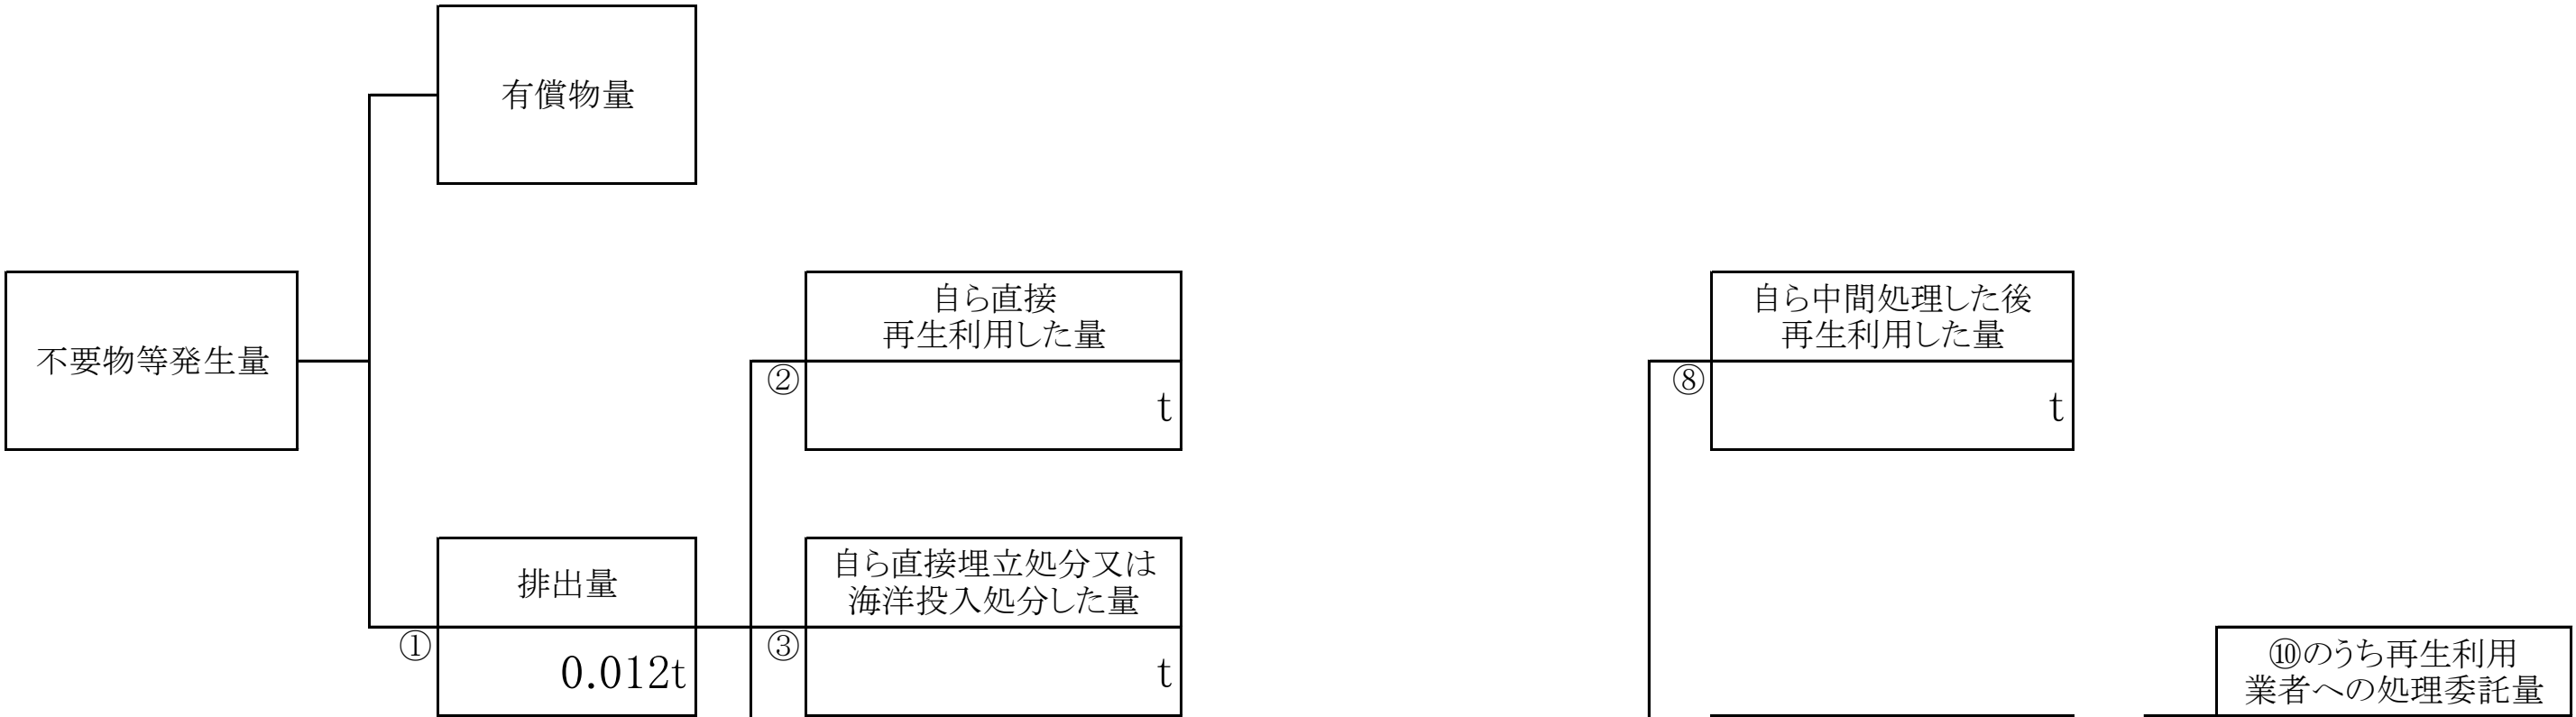 有償物量
不要物等発生量
自ら直接
再生利用した量
②
t
自ら中間処理した後
再生利用した量
⑧
t
排出量
①
0.012t
自ら直接埋立処分又は
海洋投入処分した量
③
t
⑩のうち再生利用
業者への処理委託量